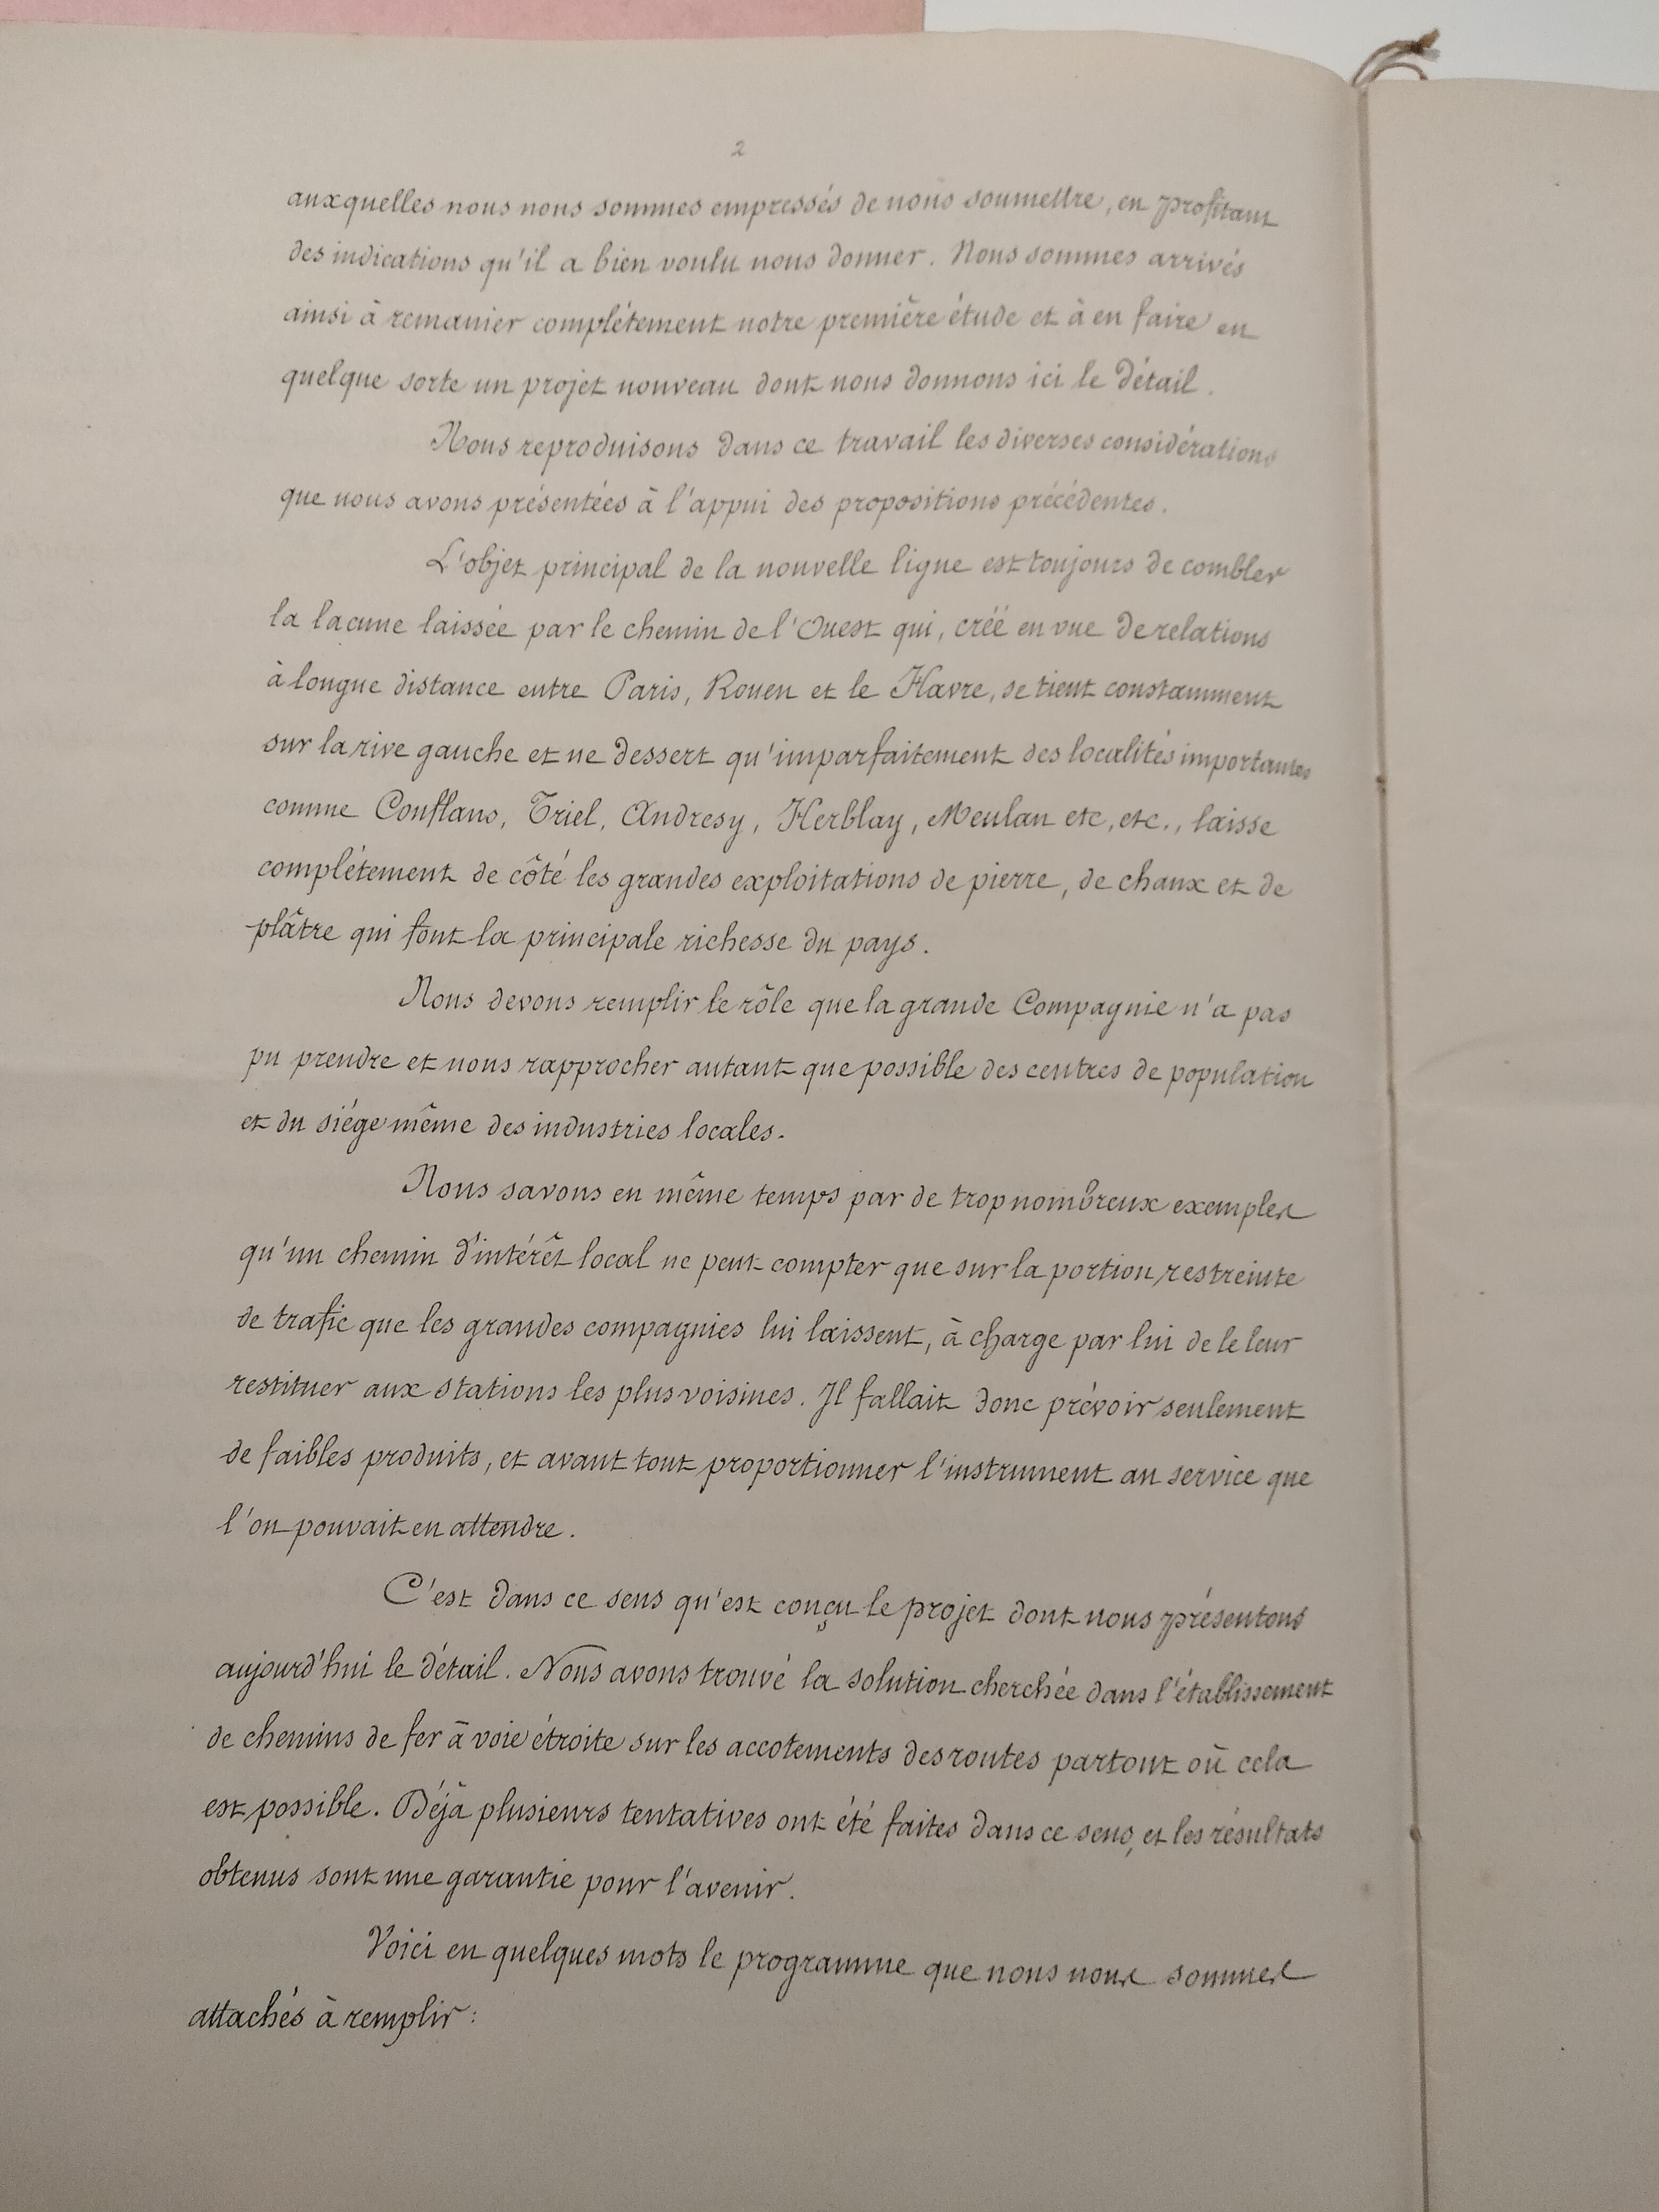 2
auxquelles nous nous sommes empressés de nous soumettre, en profitant
des indications qu'il a bien voulu nous donner. Nous sommes arrivés
ainsi à remanier complétement notre première étude et à en faire en
quelque sorte un projet nouveau dont nous donnons ici le détail.
Nous reproduisons dans ce travail les diverses considérations
que nous avons présentées à l'appui des propositions précédentes.
L'objet principal de la nouvelle ligne est toujours de combler
la lacune laissée par le chemin de l'Ouest qui, créé en vue de relations
à longue distance entre Paris, Rouen et le Havre, se tient constamment
sur la rive gauche et ne dessert qu'imparfaitement des localités importantes
comme Conflans, Triel, Andresy, Herblay, Meulan etc, etc., laisse
complétement de côté les grandes exploitations de pierre, de chaux et de
plâtre qui font la principale richesse du pays.
Nous devons remplir le rôle que la grande Compagnie n'a pas
pu prendre et nous rapprocher autant que possible des centres de population
et du siége même des industries locales.
Nous savons en même temps par de trop nombreux exemples
qu'un chemin d'intérêt local ne peut compter que sur la portion restreinte
de trafic que les grandes compagnies lui laissent, à charge par lui de le leur
restituer aux stations les plus voisines. Il fallait donc prévoir seulement
de faibles produits, et avant tout proportionner l'instrument au service que
l'on pouvait en attendre.
C'est dans ce sens qu'est conçu le projet dont nous présentons
aujourd'hui le détail. Nous avons trouvé la solution cherchée dans l'établissement
de chemins de fer à voie étroite sur les accotements des routes partout où cela
est possible. Déjà plusieurs tentatives ont été faites dans ce sens, et les résultats
obtenus sont une garantie pour l'avenir.
Voici en quelques mots le programme que nous nous sommes
attachés à remplir: